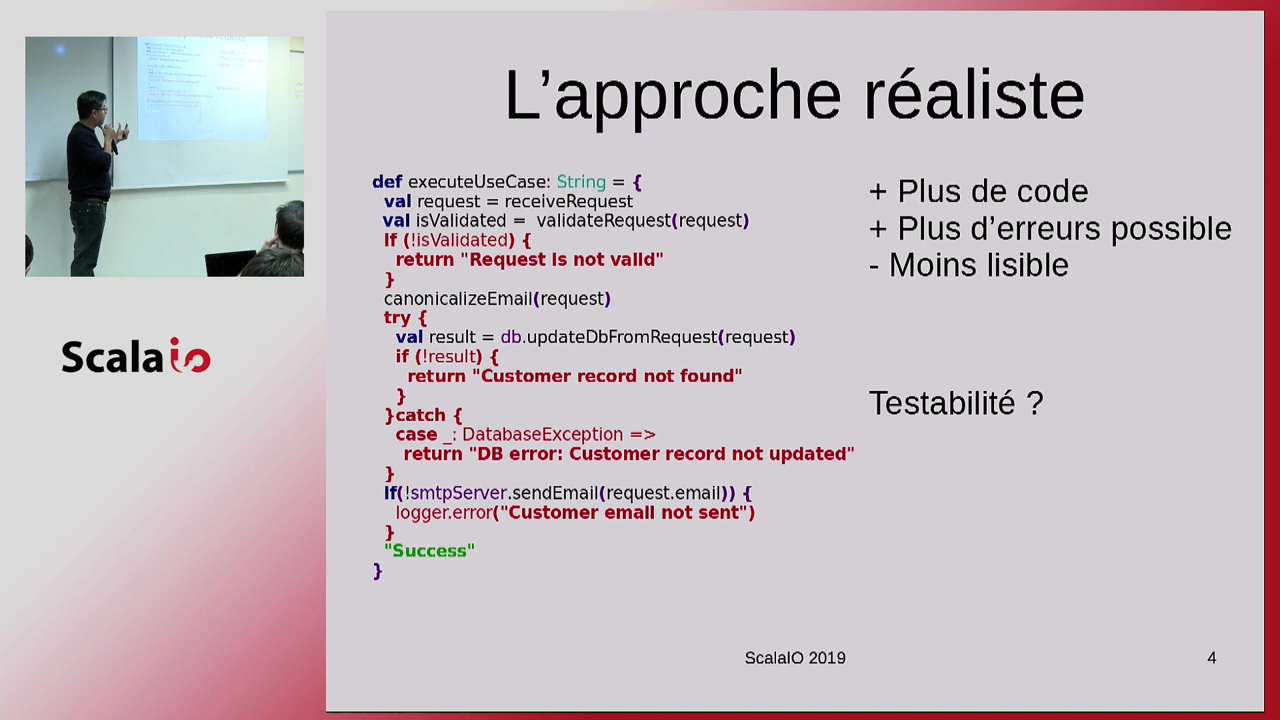 L'approche réaliste
def executeUseCase: String = {
val request = receiveRequest
val isValidated = validateRequest(request)
If (!isValidated) {
return "Request is not valid"
}
canonicalizeEmail(request)
try {
val result = db.updateDbFromRequest(request)
if (!result) {
return "Customer record not found"
}
}catch {
case _: DatabaseException =>
return "DB error: Customer record not updated"
}
If(!smtpServer.sendEmail(request.email)) {
logger.error("Customer email not sent")
}
"Success"
}
+ Plus de code
+ Plus d'erreurs possible
- Moins lisible
Testabilité ?
ScalaIO 2019
4
Scala io